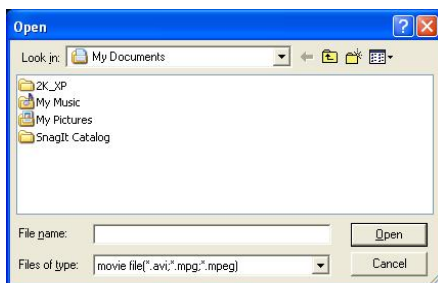 Open
Look in: My Documents
2K_XP
My Music
My Pictures
SnagIt Catalog
File name:
Open
Files of type: movie file(*.avi;*.mpg;*.mpeg)
Cancel